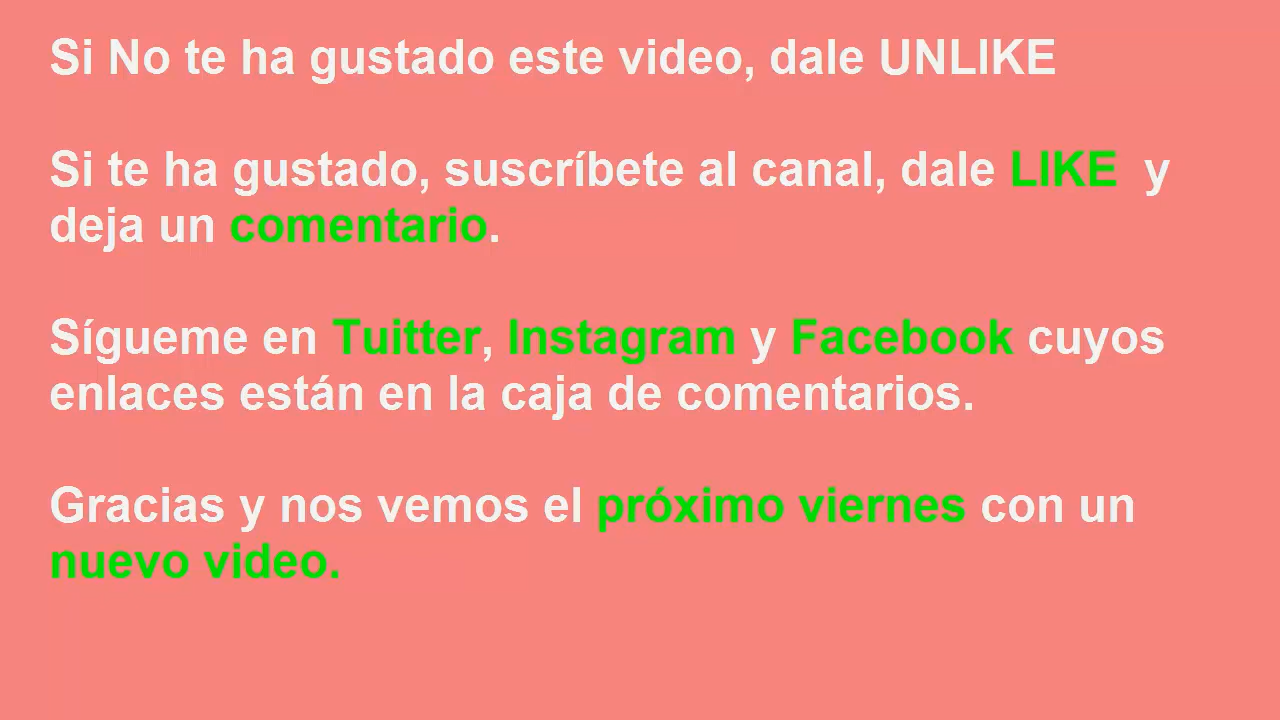 Si No te ha gustado este video, dale UNLIKE
Si te ha gustado, suscríbete al canal, dale LIKE y
deja un comentario.
Sígueme en Tuitter, Instagram y Facebook cuyos
enlaces están en la caja de comentarios.
Gracias y nos vemos el próximo viernes con un
nuevo video.